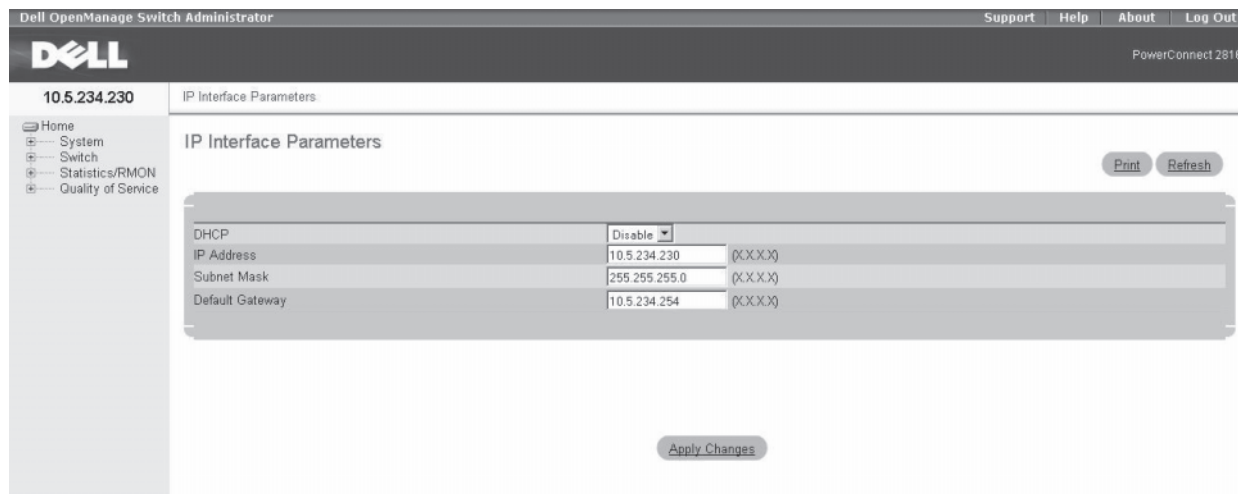 Dell OpenManage Switch Administrator
Support Help About Log Out
DELL
PowerConnect 2816
10.5.234.230
IP Interface Parameters
Home
System
Switch
Statistics/RMON
Quality of Service
IP Interface Parameters
Print Refresh
DHCP Disable
IP Address 10.5.234.230 (X.X.X.X)
Subnet Mask 255.255.255.0 (X.X.X.X)
Default Gateway 10.5.234.254 (X.X.X.X)
Apply Changes